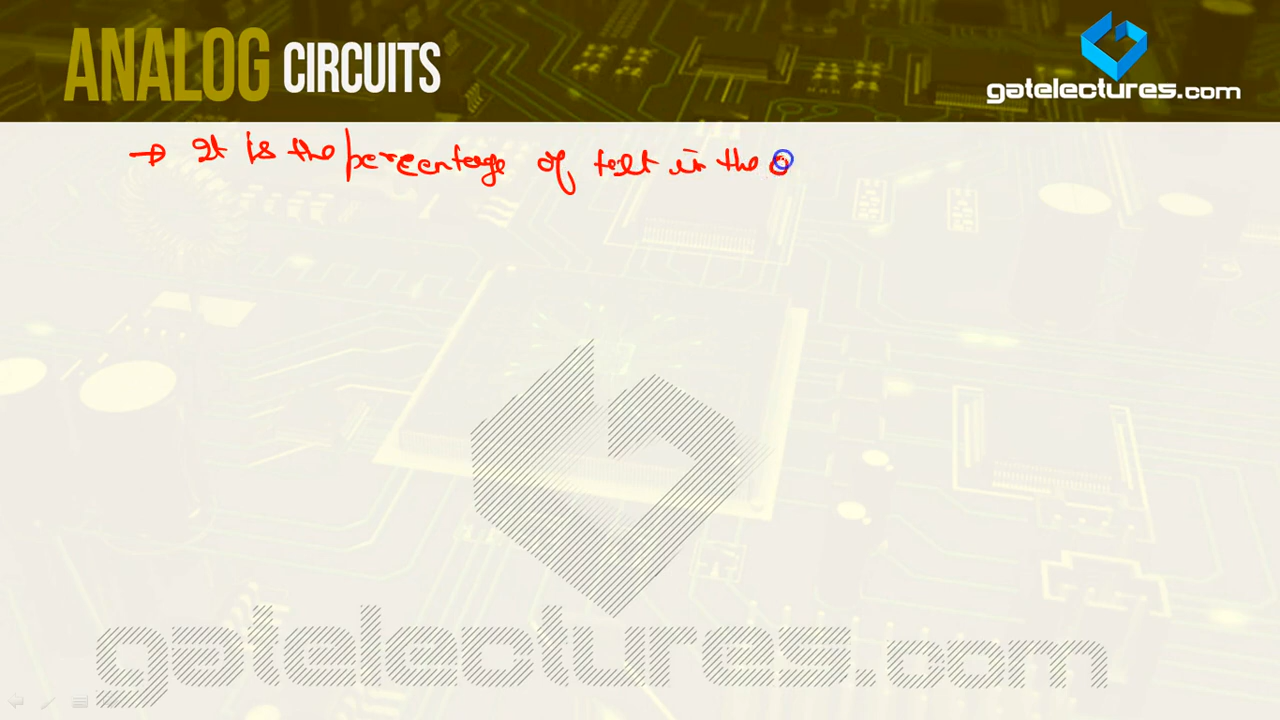 ANALOG CIRCUITS
gatelectures.com
→ It is the percentage of tilt in the o
gatelectures.com